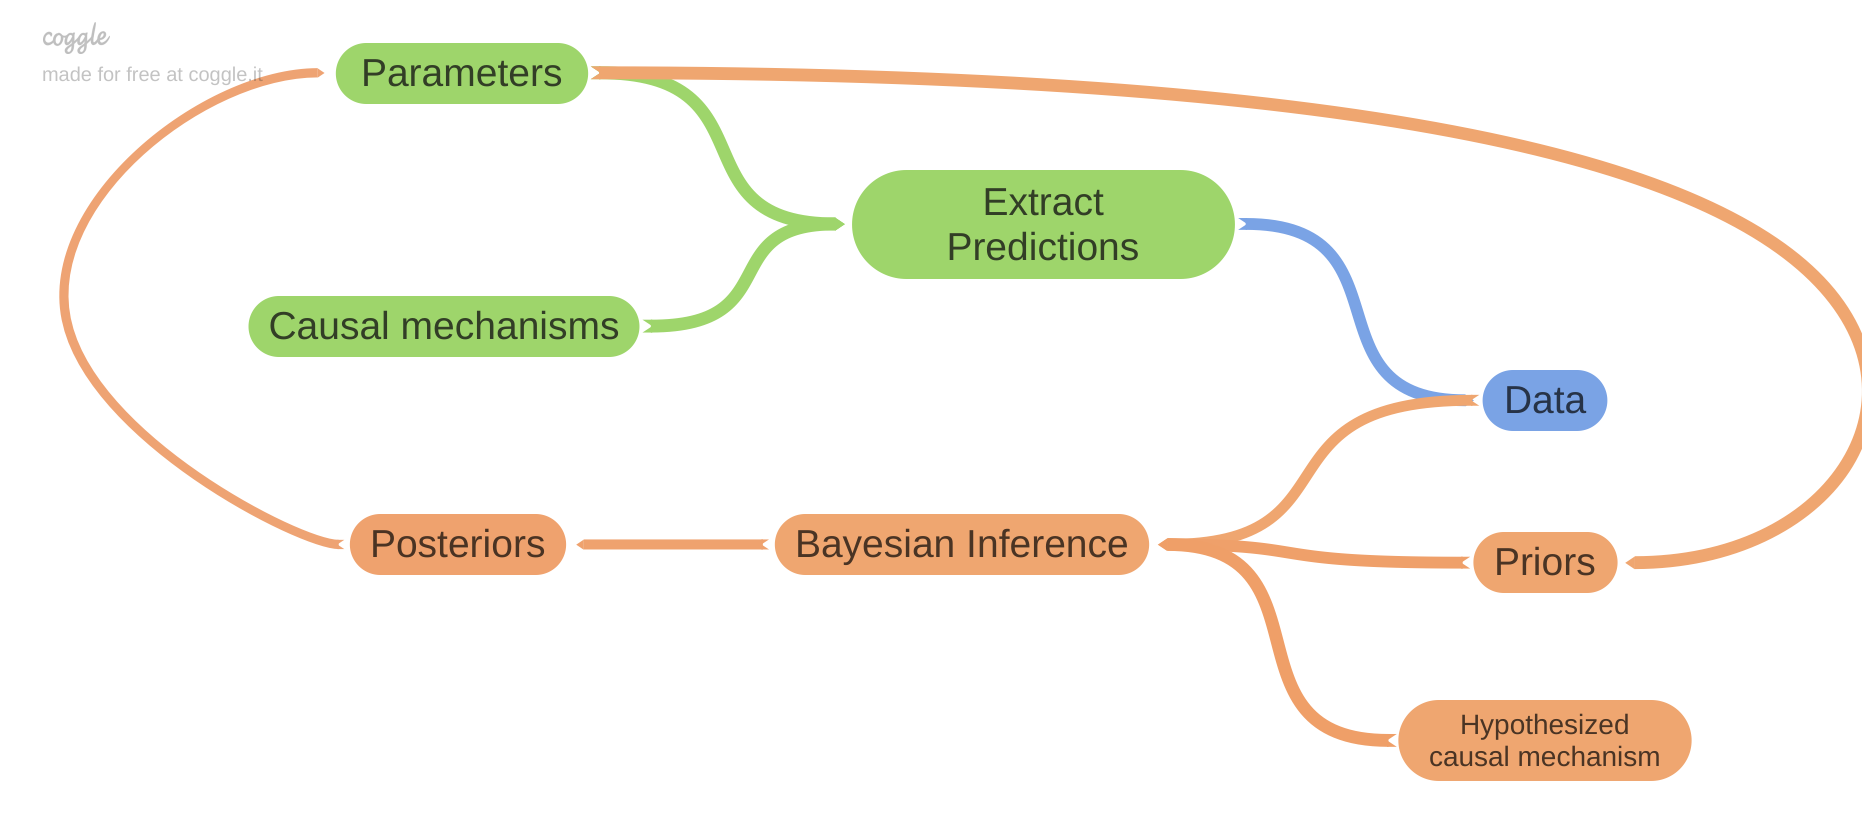 coggle
made for free at coggle.it
Parameters
Extract
Predictions
Causal mechanisms
Data
Posteriors
Bayesian Inference
Priors
Hypothesized
causal mechanism